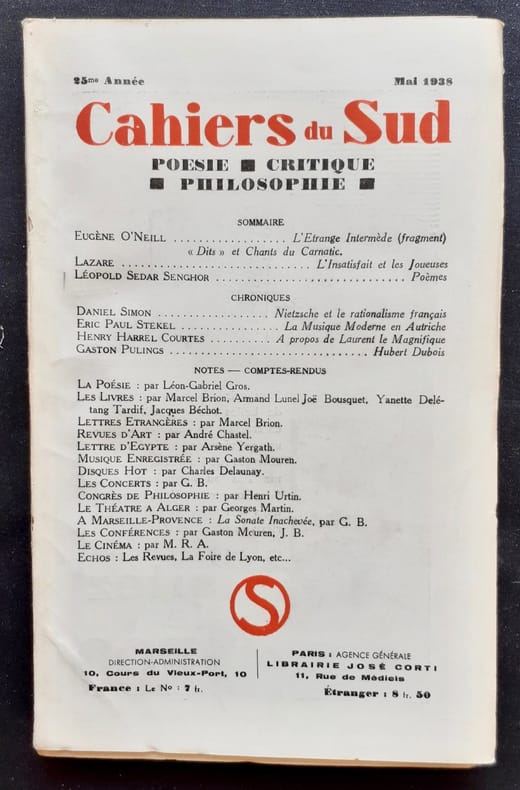 25me Année Mai 1938
Cahiers du Sud
POESIE ■ CRITIQUE
■ PHILOSOPHIE ■
SOMMAIRE
EUGÈNE O'NEILL .................. L'Etrange Intermède (fragment)
« Dits » et Chants du Carnatic.
LAZARE .................................. L'Insatisfait et les Joueuses
LÉOPOLD SEDAR SENGHOR .............................. Poèmes
CHRONIQUES
DANIEL SIMON .................. Nietzsche et le rationalisme français
ERIC PAUL STEKEL ................ La Musique Moderne en Autriche
HENRY HARREL COURTES .......... A propos de Laurent le Magnifique
GASTON PULINGS .................................... Hubert Dubois
NOTES — COMPTES-RENDUS
LA POÉSIE : par Léon-Gabriel Gros.
LES LIVRES : par Marcel Brion, Armand Lunel Joë Bousquet, Yanette Delé-
tang Tardif, Jacques Béchot.
LETTRES ETRANGÈRES : par Marcel Brion.
REVUES D'ART : par André Chastel.
LETTRE D'EGYPTE : par Arsène Yergath.
MUSIQUE ENREGISTRÉE : par Gaston Mouren.
DISQUES HOT : par Charles Delaunay.
LES CONCERTS : par G. B.
CONGRÈS DE PHILOSOPHIE : par Henri Urtin.
LE THÉATRE A ALGER : par Georges Martin.
A MARSEILLE-PROVENCE : La Sonate Inachevée, par G. B.
LES CONFÉRENCES : par Gaston Mouren, J. B.
LE CINÉMA : par M. R. A.
ECHOS : Les Revues, La Foire de Lyon, etc...
S
MARSEILLE
DIRECTION-ADMINISTRATION
10, Cours du Vieux-Port, 10
France : Le No : 7 fr.
PARIS : AGENCE GÉNÉRALE
LIBRAIRIE JOSÉ CORTI
11, Rue de Médicis
Étranger : 8 fr. 50